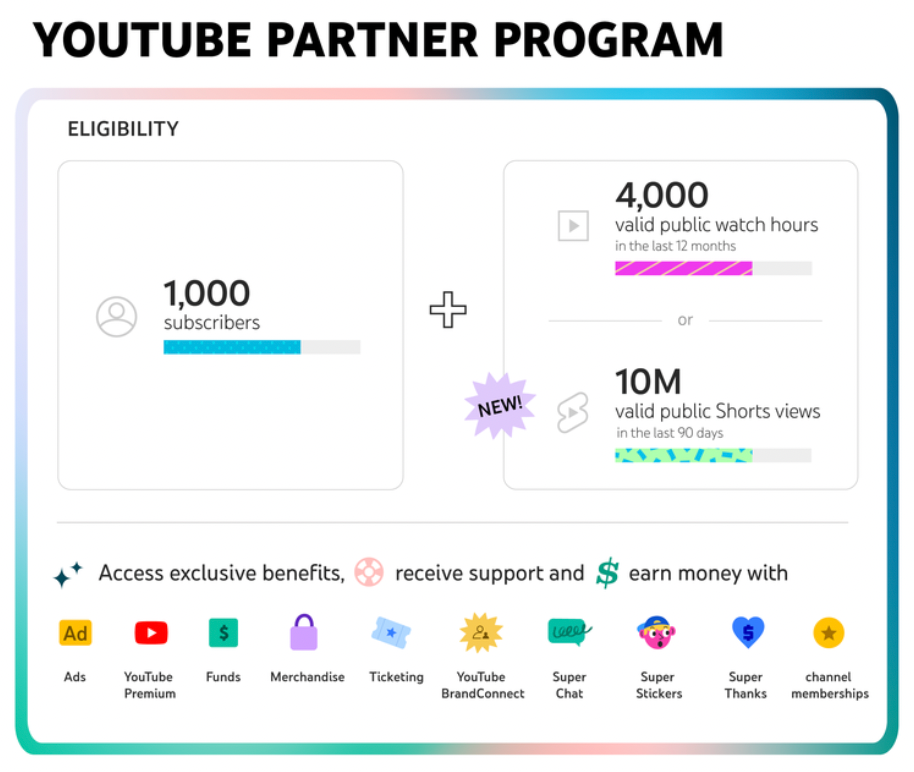 YOUTUBE PARTNER PROGRAM
ELIGIBILITY
1,000
subscribers
4,000
valid public watch hours
in the last 12 months
or
NEW!
10M
valid public Shorts views
in the last 90 days
Access exclusive benefits, receive support and $ earn money with
Ad
$
$
Ads
YouTube
Premium
Funds
Merchandise
Ticketing
YouTube
BrandConnect
Super
Chat
Super
Stickers
Super
Thanks
channel
memberships